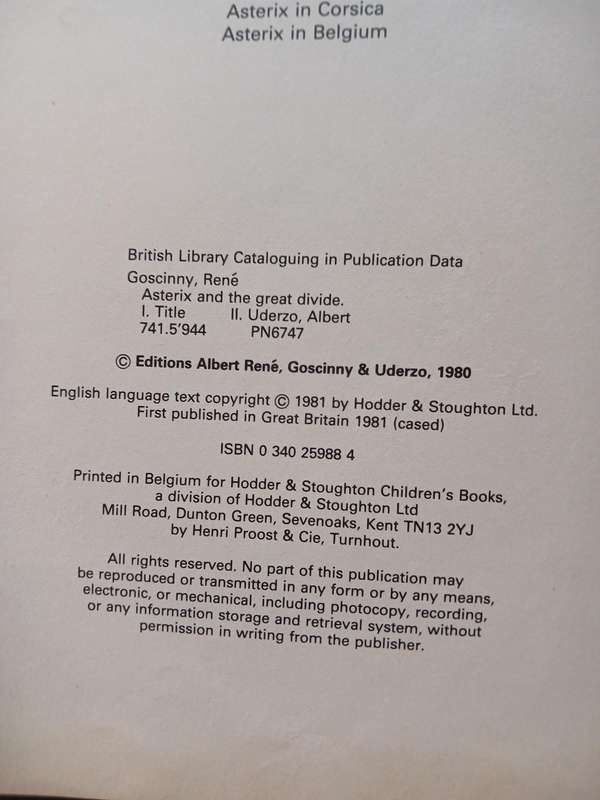 Asterix in Corsica
Asterix in Belgium
British Library Cataloguing in Publication Data
Goscinny, René
Asterix and the great divide.
I. Title II. Uderzo, Albert
741.5'944 PN6747
© Editions Albert René, Goscinny & Uderzo, 1980
English language text copyright © 1981 by Hodder & Stoughton Ltd.
First published in Great Britain 1981 (cased)
ISBN 0 340 25988 4
Printed in Belgium for Hodder & Stoughton Children's Books,
a division of Hodder & Stoughton Ltd
Mill Road, Dunton Green, Sevenoaks, Kent TN13 2YJ
by Henri Proost & Cie, Turnhout.
All rights reserved. No part of this publication may
be reproduced or transmitted in any form or by any means,
electronic, or mechanical, including photocopy, recording,
or any information storage and retrieval system, without
permission in writing from the publisher.